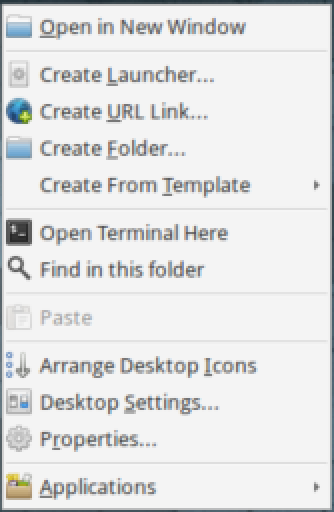 Open in New Window
Create Launcher...
Create URL Link...
Create Folder...
Create From Template
Open Terminal Here
Find in this folder
Paste
Arrange Desktop Icons
Desktop Settings...
Properties...
Applications